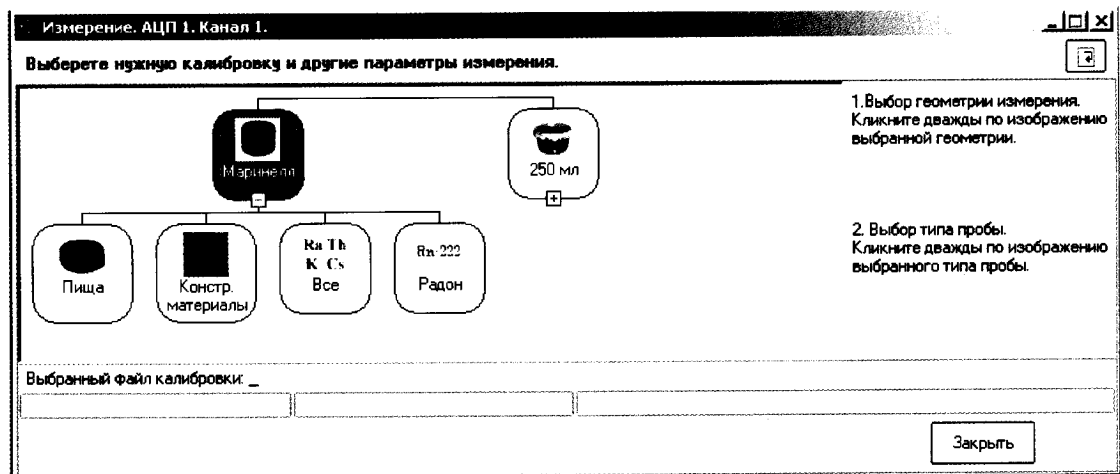 Измерение. АЦП 1. Канал 1.
Выберете нужную калибровку и другие параметры измерения.
1.Выбор геометрии измерения.
Кликните дважды по изображению
выбранной геометрии.
Маринелли
250 мл
2. Выбор типа пробы.
Кликните дважды по изображению
выбранного типа пробы.
Пища
Констр.
материалы
Ra Th
K Cs
Все
Rn-222
Радон
Выбранный файл калибровки: _
Закрыть